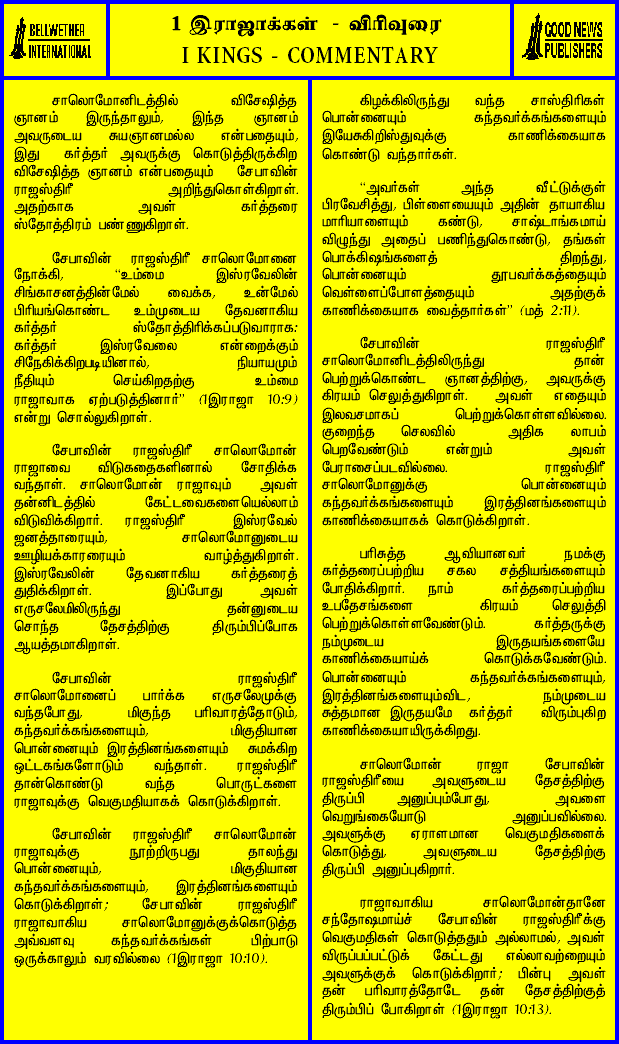 BELLWETHER
INTERNATIONAL
1 இராஜாக்கள் - விரிவுரை
I KINGS - COMMENTARY
GOOD NEWS
PUBLISHERS
சாலொமோனிடத்தில் விசேஷித்த
ஞானம் இருந்தாலும், இந்த ஞானம்
அவருடைய சுயஞானமல்ல என்பதையும்,
இது கர்த்தர் அவருக்கு கொடுத்திருக்கிற
விசேஷித்த ஞானம் என்பதையும் சேபாவின்
ராஜஸ்திரீ அறிந்துகொள்கிறாள்.
அதற்காக அவள் கர்த்தரை
ஸ்தோத்திரம் பண்ணுகிறாள்.
சேபாவின் ராஜஸ்திரீ சாலொமோனை
நோக்கி, “உம்மை இஸ்ரவேலின்
சிங்காசனத்தின்மேல் வைக்க, உன்மேல்
பிரியங்கொண்ட உம்முடைய தேவனாகிய
கர்த்தர் ஸ்தோத்திரிக்கப்படுவாராக:
கர்த்தர் இஸ்ரவேலை என்றைக்கும்
சிநேகிக்கிறபடியினால், நியாயமும்
நீதியும் செய்கிறதற்கு உம்மை
ராஜாவாக ஏற்படுத்தினார்” (1இராஜா 10:9)
என்று சொல்லுகிறாள்.
சேபாவின் ராஜஸ்திரீ சாலொமோன்
ராஜாவை விடுகதைகளினால் சோதிக்க
வந்தாள். சாலொமோன் ராஜாவும் அவள்
தன்னிடத்தில் கேட்டவைகளையெல்லாம்
விடுவிக்கிறார். ராஜஸ்திரீ இஸ்ரவேல்
ஜனத்தாரையும், சாலொமோனுடைய
ஊழியக்காரரையும் வாழ்த்துகிறாள்.
இஸ்ரவேலின் தேவனாகிய கர்த்தரைத்
துதிக்கிறாள். இப்போது அவள்
எருசலேமிலிருந்து தன்னுடைய
சொந்த தேசத்திற்கு திரும்பிப்போக
ஆயத்தமாகிறாள்.
சேபாவின் ராஜஸ்திரீ
சாலொமோனைப் பார்க்க எருசலேமுக்கு
வந்தபோது, மிகுந்த பரிவாரத்தோடும்,
கந்தவர்க்கங்களையும், மிகுதியான
பொன்னையும் இரத்தினங்களையும் சுமக்கிற
ஒட்டகங்களோடும் வந்தாள். ராஜஸ்திரீ
தான்கொண்டு வந்த பொருட்களை
ராஜாவுக்கு வெகுமதியாகக் கொடுக்கிறாள்.
சேபாவின் ராஜஸ்திரீ சாலொமோன்
ராஜாவுக்கு நூற்றிருபது தாலந்து
பொன்னையும், மிகுதியான
கந்தவர்க்கங்களையும், இரத்தினங்களையும்
கொடுக்கிறாள்; சேபாவின் ராஜஸ்திரீ
ராஜாவாகிய சாலொமோனுக்குக்கொடுத்த
அவ்வளவு கந்தவர்க்கங்கள் பிற்பாடு
ஒருக்காலும் வரவில்லை (1இராஜா 10:10).
கிழக்கிலிருந்து வந்த சாஸ்திரிகள்
பொன்னையும் கந்தவர்க்கங்களையும்
இயேசுகிறிஸ்துவுக்கு காணிக்கையாக
கொண்டு வந்தார்கள்.
“அவர்கள் அந்த வீட்டுக்குள்
பிரவேசித்து, பிள்ளையையும் அதின் தாயாகிய
மாரியாளையும் கண்டு, சாஷ்டாங்கமாய்
விழுந்து அதைப் பணிந்துகொண்டு, தங்கள்
பொக்கிஷங்களைத் திறந்து,
பொன்னையும் தூபவர்க்கத்தையும்
வெள்ளைப்போளத்தையும் அதற்குக்
காணிக்கையாக வைத்தார்கள்” (மத் 2:11).
சேபாவின் ராஜஸ்திரீ
சாலொமோனிடத்திலிருந்து தான்
பெற்றுக்கொண்ட ஞானத்திற்கு, அவருக்கு
கிரயம் செலுத்துகிறாள். அவள் எதையும்
இலவசமாகப் பெற்றுக்கொள்ளவில்லை.
குறைந்த செலவில் அதிக லாபம்
பெறவேண்டும் என்றும் அவள்
பேராசைப்படவில்லை. ராஜஸ்திரீ
சாலொமோனுக்கு பொன்னையும்
கந்தவர்க்கங்களையும் இரத்தினங்களையும்
காணிக்கையாகக் கொடுக்கிறாள்.
பரிசுத்த ஆவியானவர் நமக்கு
கர்த்தரைப்பற்றிய சகல சத்தியங்களையும்
போதிக்கிறார். நாம் கர்த்தரைப்பற்றிய
உபதேசங்களை கிரயம் செலுத்தி
பெற்றுக்கொள்ளவேண்டும். கர்த்தருக்கு
நம்முடைய இருதயங்களையே
காணிக்கையாய்க் கொடுக்கவேண்டும்.
பொன்னையும் கந்தவர்க்கங்களையும்,
இரத்தினங்களையும்விட, நம்முடைய
சுத்தமான இருதயமே கர்த்தர் விரும்புகிற
காணிக்கையாயிருக்கிறது.
சாலொமோன் ராஜா சேபாவின்
ராஜஸ்திரீயை அவளுடைய தேசத்திற்கு
திருப்பி அனுப்பும்போது, அவளை
வெறுங்கையோடு அனுப்பவில்லை.
அவளுக்கு ஏராளமான வெகுமதிகளைக்
கொடுத்து, அவளுடைய தேசத்திற்கு
திருப்பி அனுப்புகிறார்.
ராஜாவாகிய சாலொமோன்தானே
சந்தோஷமாய்ச் சேபாவின் ராஜஸ்திரீக்கு
வெகுமதிகள் கொடுத்ததும் அல்லாமல், அவள்
விருப்பப்பட்டுக் கேட்டது எல்லாவற்றையும்
அவளுக்குக் கொடுக்கிறார்; பின்பு அவள்
தன் பரிவாரத்தோடே தன் தேசத்திற்குத்
திரும்பிப் போகிறாள் (1இராஜா 10:13).